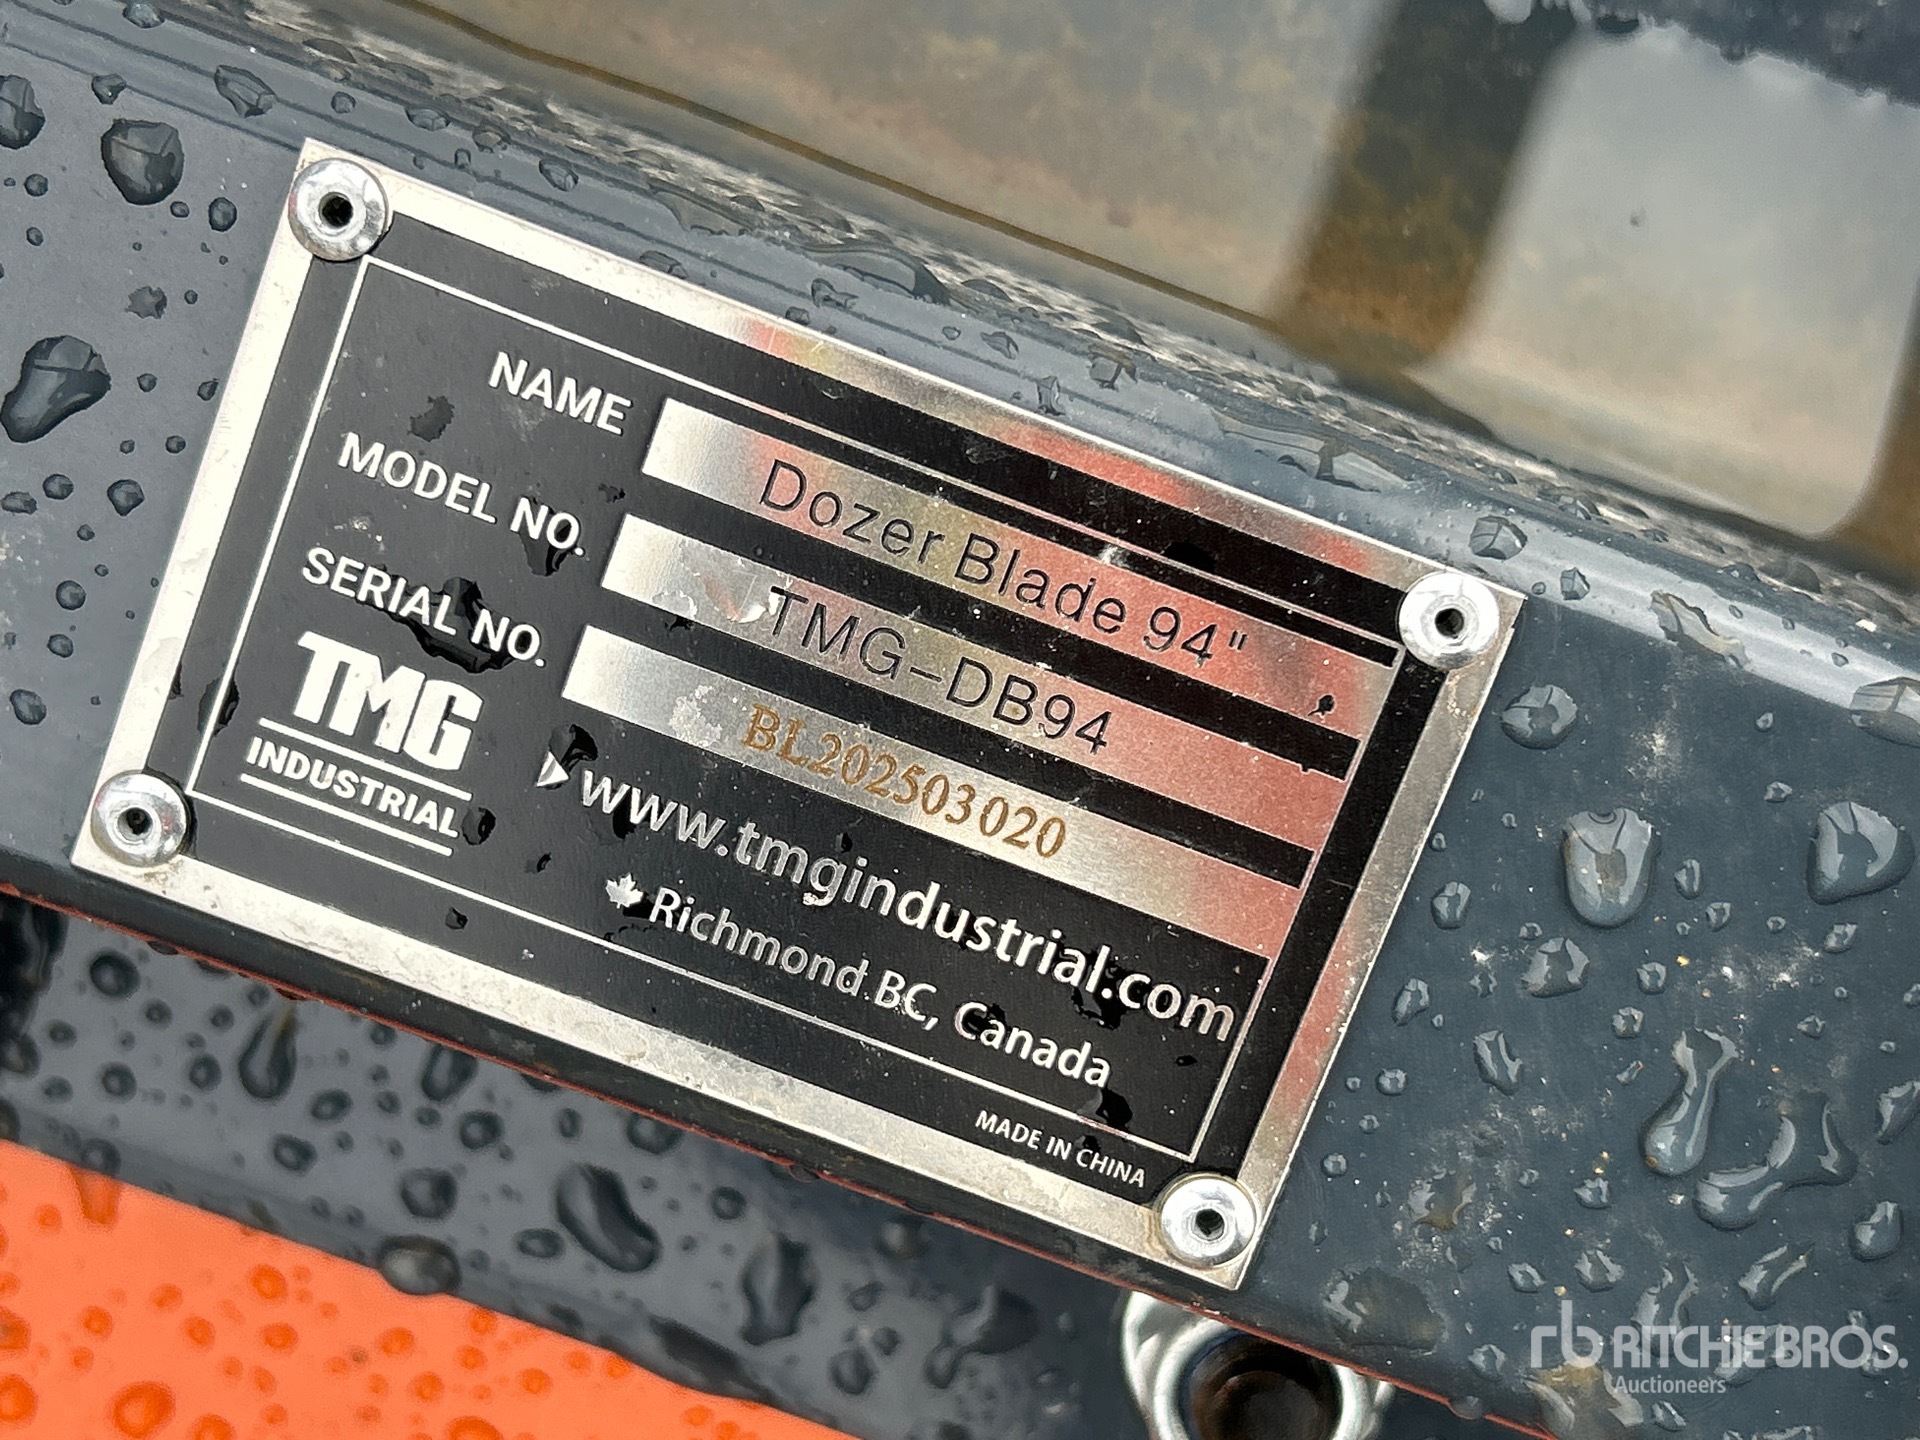 NAME Dozer Blade 94"
MODEL NO. TMG-DB94
SERIAL NO. BL202503020
TMG
INDUSTRIAL
www.tmgindustrial.com
Richmond BC, Canada
MADE IN CHINA
rb RITCHIE BROS.
Auctioneers